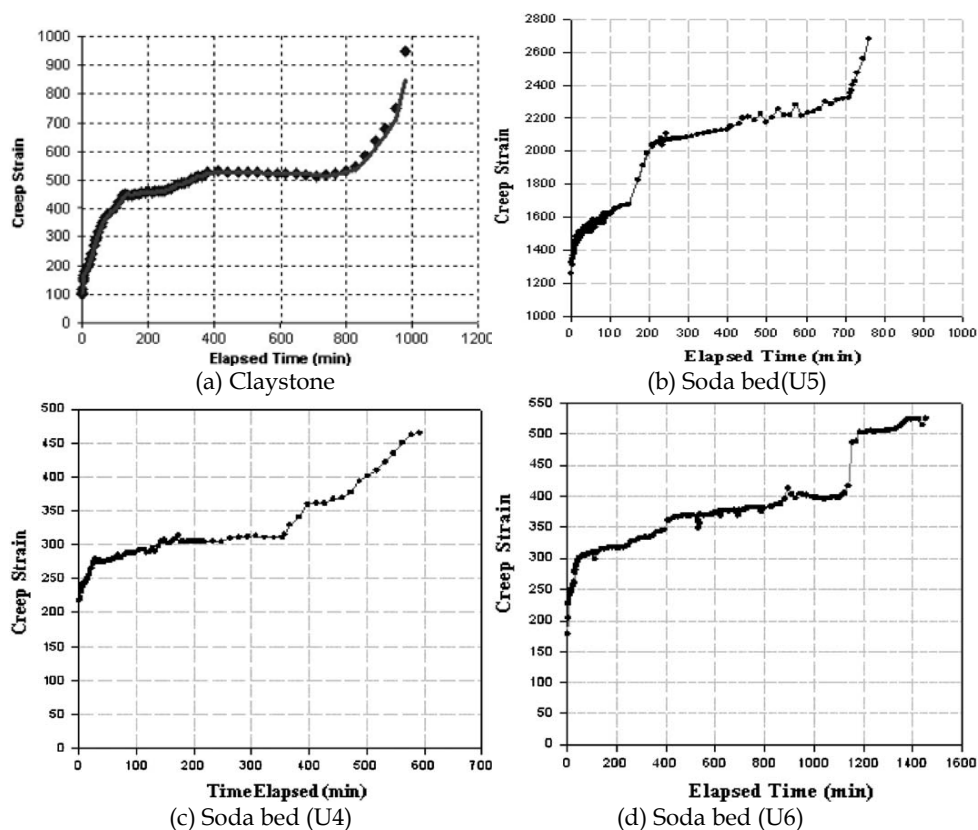 1000
900
800
700
600
500
400
300
200
100
0
Creep Strain
0 200 400 600 800 1000 1200
Elapsed Time (min)
(a) Claystone
2800
2600
2400
2200
2000
1800
1600
1400
1200
1000
Creep Strain
0 100 200 300 400 500 600 700 800 900 1000
Elapsed Time (min)
(b) Soda bed(U5)
500
450
400
350
300
250
200
150
100
50
0
Creep Strain
0 100 200 300 400 500 600 700
Time Elapsed (min)
(c) Soda bed (U4)
550
500
450
400
350
300
250
200
150
100
50
0
Creep Strain
0 200 400 600 800 1000 1200 1400 1600
Elapsed Time (min)
(d) Soda bed (U6)